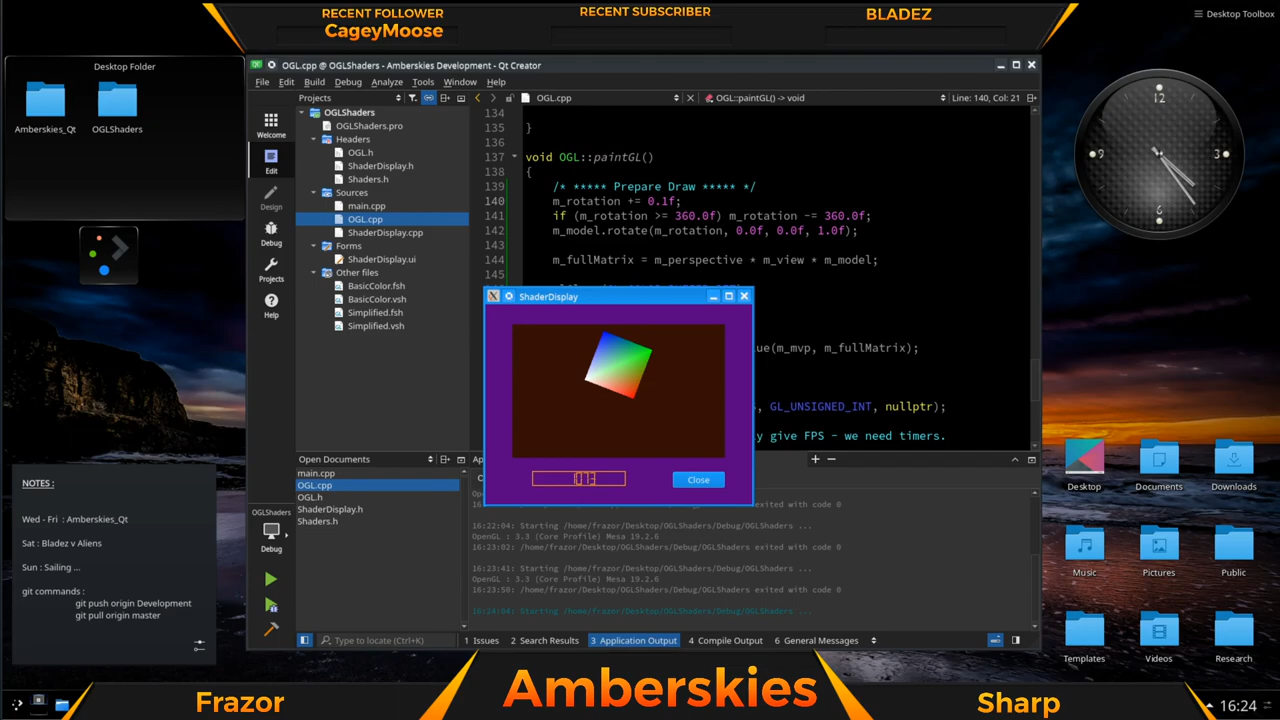 RECENT FOLLOWER
CageyMoose
RECENT SUBSCRIBER
BLADEZ
Desktop Toolbox
Desktop Folder
Amberskies_Qt
OGLShaders
12
3
6
9
OGL.cpp @ OGLShaders - Amberskies Development - Qt Creator
File Edit Build Debug Analyze Tools Window Help
Projects
OGL.cpp
OGL::paintGL() -> void
Line: 140, Col: 21
Welcome
Edit
Design
Debug
Projects
Help
OGLShaders
OGLShaders.pro
Headers
OGL.h
ShaderDisplay.h
Shaders.h
Sources
main.cpp
OGL.cpp
ShaderDisplay.cpp
Forms
ShaderDisplay.ui
Other files
BasicColor.fsh
BasicColor.vsh
Simplified.fsh
Simplified.vsh
134
135 }
136
137 void OGL::paintGL()
138 {
139 /* ***** Prepare Draw ***** */
140 m_rotation += 0.1f;
141 if (m_rotation >= 360.0f) m_rotation -= 360.0f;
142 m_model.rotate(m_rotation, 0.0f, 0.0f, 1.0f);
143
144 m_fullMatrix = m_perspective * m_view * m_model;
145
ue(m_mvp, m_fullMatrix);
, GL_UNSIGNED_INT, nullptr);
y give FPS - we need timers.
ShaderDisplay
1073
Close
Open Documents
main.cpp
OGL.cpp
OGL.h
ShaderDisplay.h
Shaders.h
OGLShaders
Debug
16:22:04: Starting /home/frazor/Desktop/OGLShaders/Debug/OGLShaders ...
OpenGL : 3.3 (Core Profile) Mesa 19.2.6
16:23:02: /home/frazor/Desktop/OGLShaders/Debug/OGLShaders exited with code 0
16:23:41: Starting /home/frazor/Desktop/OGLShaders/Debug/OGLShaders ...
OpenGL : 3.3 (Core Profile) Mesa 19.2.6
16:23:50: /home/frazor/Desktop/OGLShaders/Debug/OGLShaders exited with code 0
16:24:04: Starting /home/frazor/Desktop/OGLShaders/Debug/OGLShaders ...
Type to locate (Ctrl+K)
1 Issues 2 Search Results 3 Application Output 4 Compile Output 6 General Messages
NOTES :
Wed - Fri : Amberskies_Qt
Sat : Bladez v Aliens
Sun : Sailing ...
git commands :
git push origin Development
git pull origin master
Desktop
Documents
Downloads
Music
Pictures
Public
Templates
Videos
Research
Frazor
Amberskies
Sharp
16:24